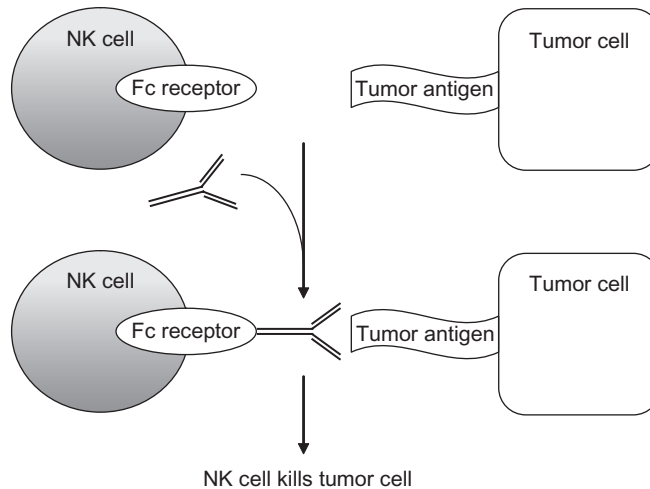 NK cell
Fc receptor
Tumor antigen
Tumor cell
NK cell
Fc receptor
Tumor antigen
Tumor cell
NK cell kills tumor cell